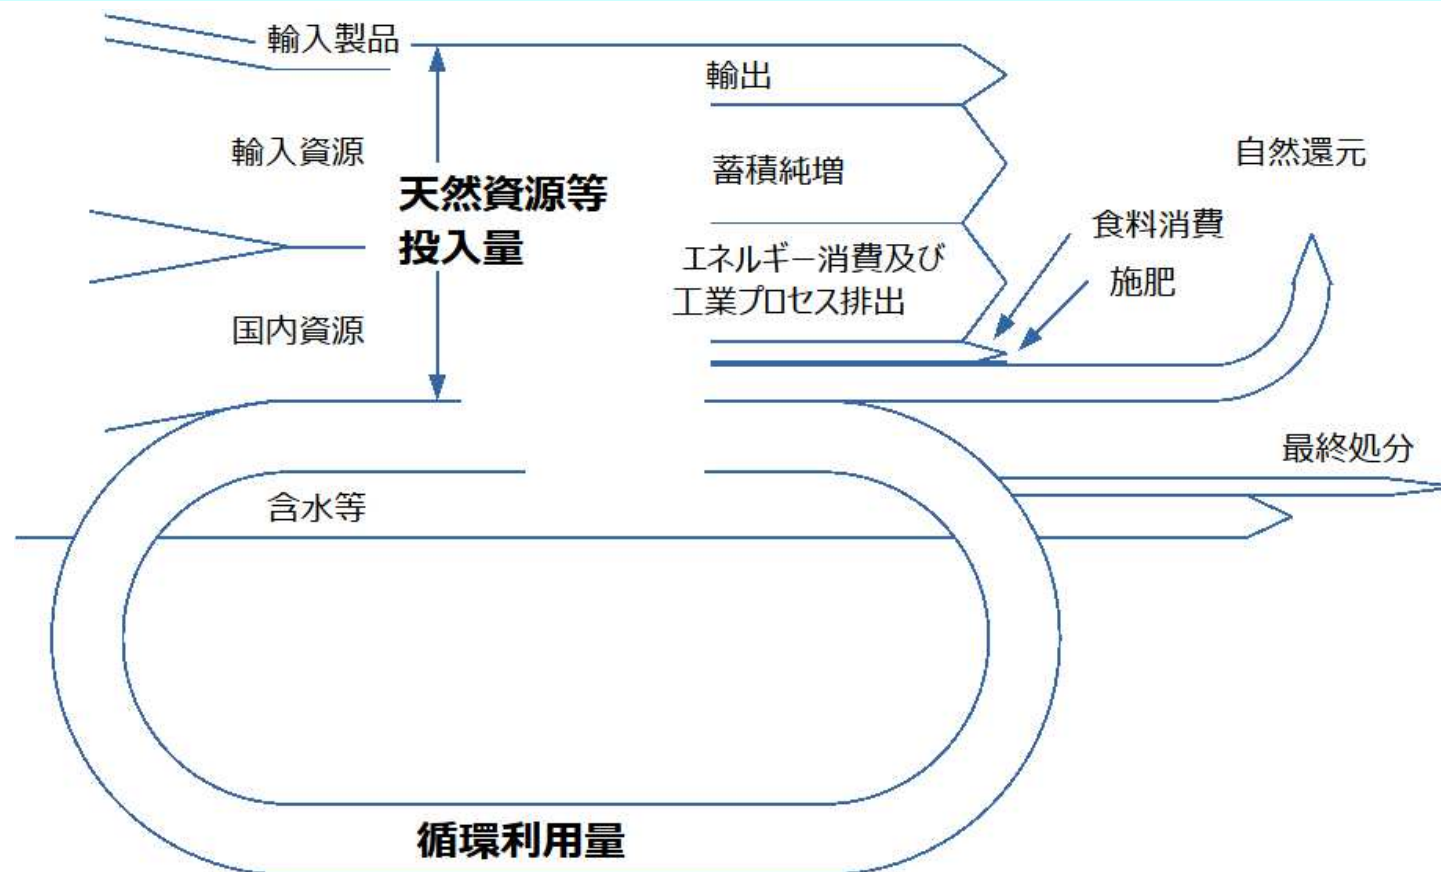 輸入製品
輸出
輸入資源
自然還元
蓄積純増
天然資源等
投入量
食料消費
エネルギー消費及び
工業プロセス排出
施肥
国内資源
最終処分
含水等
循環利用量